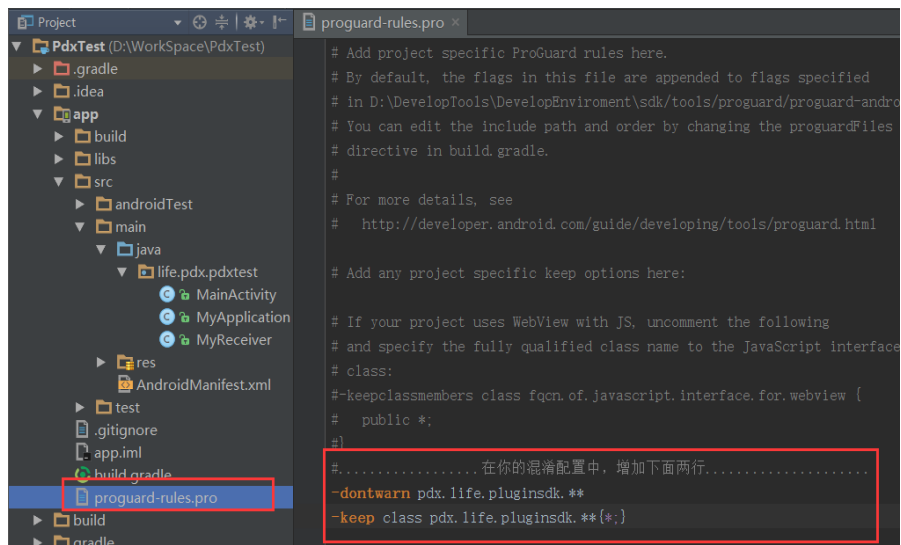 Project
proguard-rules.pro
PdxTest (D:\WorkSpace\PdxTest)
.gradle
.idea
app
build
libs
src
androidTest
main
java
life.pdx.pdxtest
MainActivity
MyApplication
MyReceiver
res
AndroidManifest.xml
test
.gitignore
app.iml
build.gradle
proguard-rules.pro
build
gradle
# Add project specific ProGuard rules here.
# By default, the flags in this file are appended to flags specified
# in D:\DevelopTools\DevelopEnviroment\sdk/tools/proguard/proguard-andro
# You can edit the include path and order by changing the proguardFiles
# directive in build.gradle.
#
# For more details, see
#   http://developer.android.com/guide/developing/tools/proguard.html
# Add any project specific keep options here:
# If your project uses WebView with JS, uncomment the following
# and specify the fully qualified class name to the JavaScript interface
# class:
#-keepclassmembers class fqcn.of.javascript.interface.for.webview {
#   public *;
#}
#..................在你的混淆配置中，增加下面两行.....................
-dontwarn pdx.life.pluginsdk.**
-keep class pdx.life.pluginsdk.**{*;}